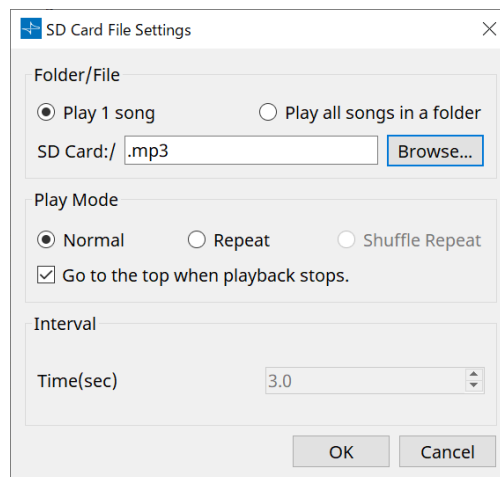 SD Card File Settings
Folder/File
Play 1 song Play all songs in a folder
SD Card:/ .mp3 Browse...
Play Mode
Normal Repeat Shuffle Repeat
Go to the top when playback stops.
Interval
Time(sec) 3.0
OK Cancel